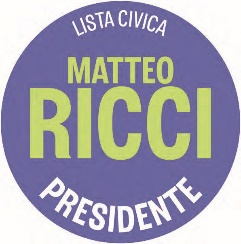 LISTA CIVICA
MATTEO
RICCI
PRESIDENTE